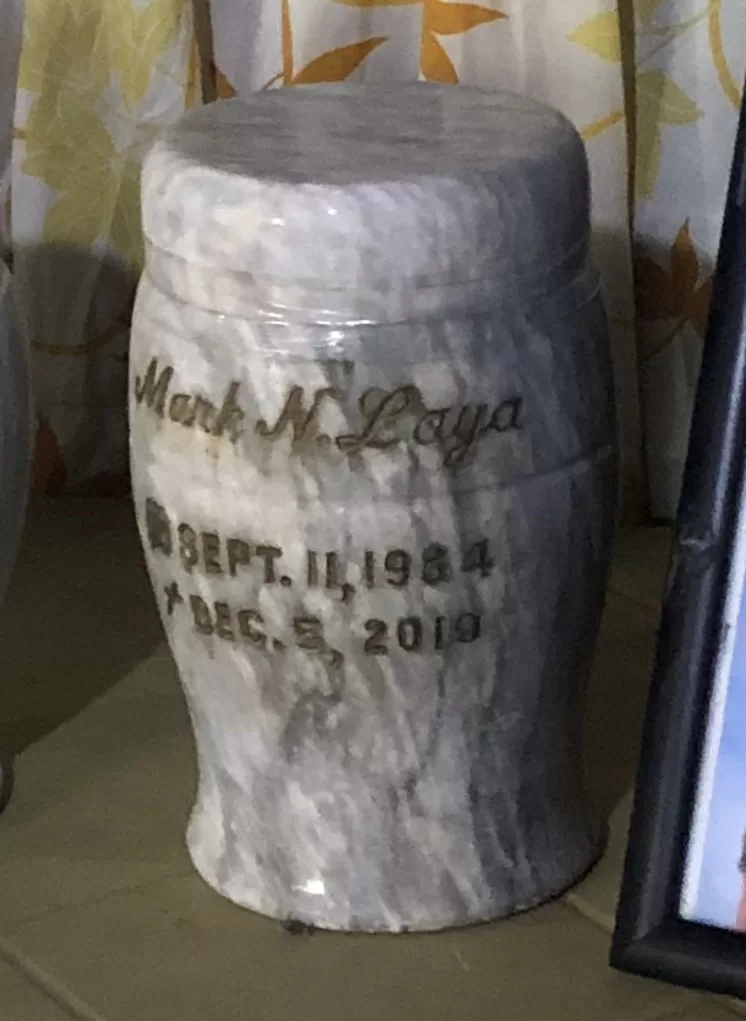 Mark N. Laya
SEPT. 11, 1984
DEC. 5, 2019